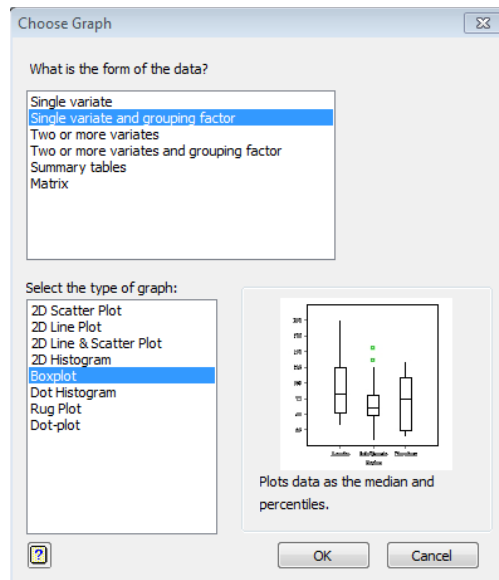 Choose Graph
What is the form of the data?
Single variate
Single variate and grouping factor
Two or more variates
Two or more variates and grouping factor
Summary tables
Matrix
Select the type of graph:
2D Scatter Plot
2D Line Plot
2D Line & Scatter Plot
2D Histogram
Boxplot
Dot Histogram
Rug Plot
Dot-plot
Plots data as the median and
percentiles.
?
OK
Cancel